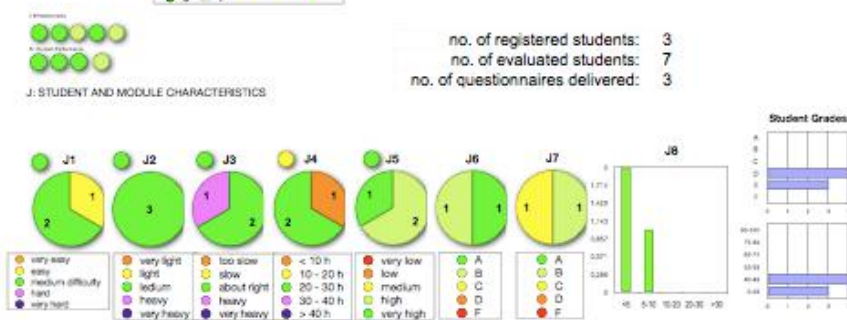 no. of registered students: 3
no. of evaluated students: 7
no. of questionnaires delivered: 3
J: STUDENT AND MODULE CHARACTERISTICS
Student Grades
J1 J2 J3 J4 J5 J6 J7 J8
1 2
3
1 2
1 2
1 2
1 1
1 1
very easy
easy
medium difficulty
hard
very hard
very light
light
ledium
heavy
very heavy
too slow
slow
about right
heavy
very heavy
< 10 h
10 - 20 h
20 - 30 h
30 - 40 h
> 40 h
very low
low
medium
high
very high
A
B
C
D
F
A
B
C
D
F
<5 5-10 10-20 20-30 >30